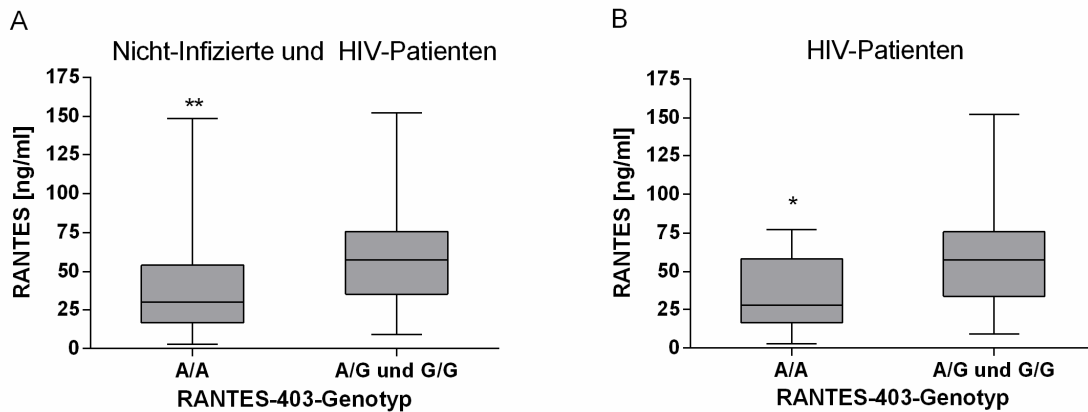 A
Nicht-Infizierte und HIV-Patienten
RANTES [ng/ml]
175
150
125
100
75
50
25
0
**
A/A
A/G und G/G
RANTES-403-Genotyp
B
HIV-Patienten
RANTES [ng/ml]
175
150
125
100
75
50
25
0
*
A/A
A/G und G/G
RANTES-403-Genotyp